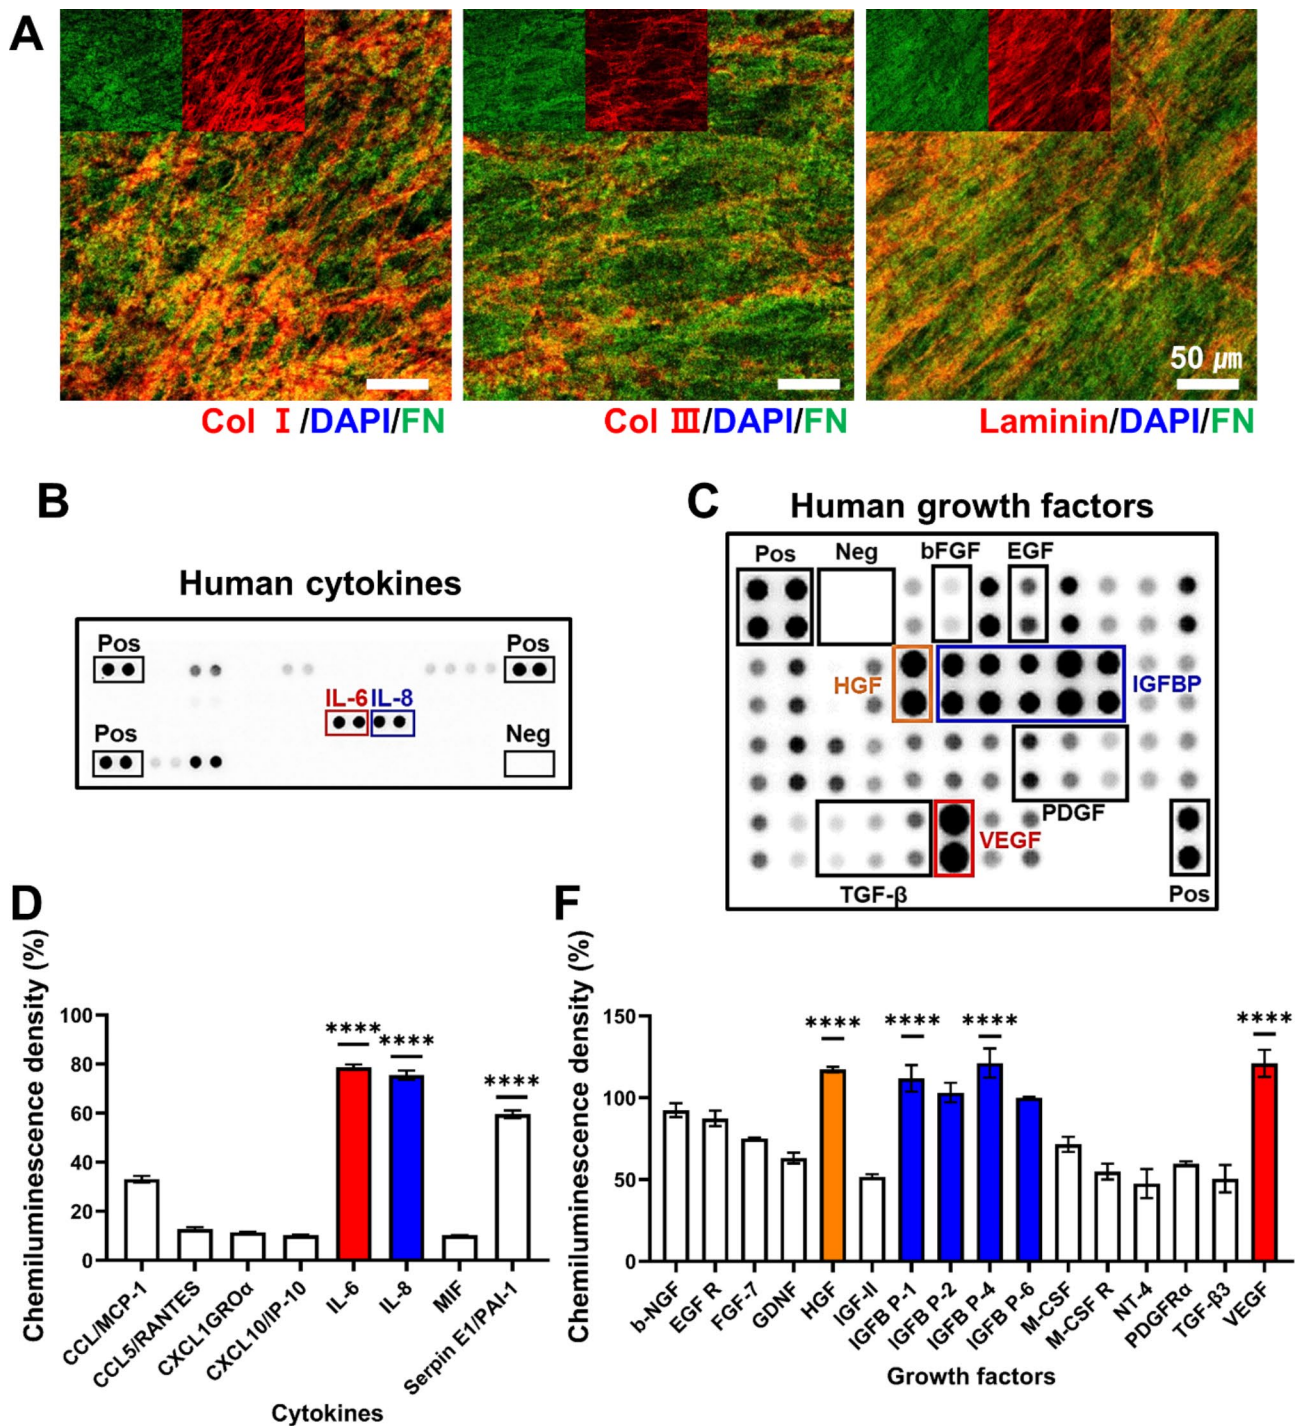 A
50 ㎛
Col Ⅰ/DAPI/FN
Col Ⅲ/DAPI/FN
Laminin/DAPI/FN
B
Human cytokines
Pos
Pos
IL-6
IL-8
Pos
Neg
C
Human growth factors
Pos
Neg
bFGF
EGF
HGF
IGFBP
PDGF
VEGF
TGF-β
Pos
D
Chemiluminescence density (%)
100
80
60
40
20
0
****
****
****
CCL/MCP-1
CCL5/RANTES
CXCL1GROα
CXCL10/IP-10
IL-6
IL-8
MIF
Serpin E1/PAI-1
Cytokines
F
Chemiluminescence density (%)
150
100
50
0
****
****
****
****
b-NGF
EGF R
FGF-7
GDNF
HGF
IGF-II
IGFB P-1
IGFB P-2
IGFB P-4
IGFB P-6
M-CSF
M-CSF R
NT-4
PDGFRα
TGF-β3
VEGF
Growth factors